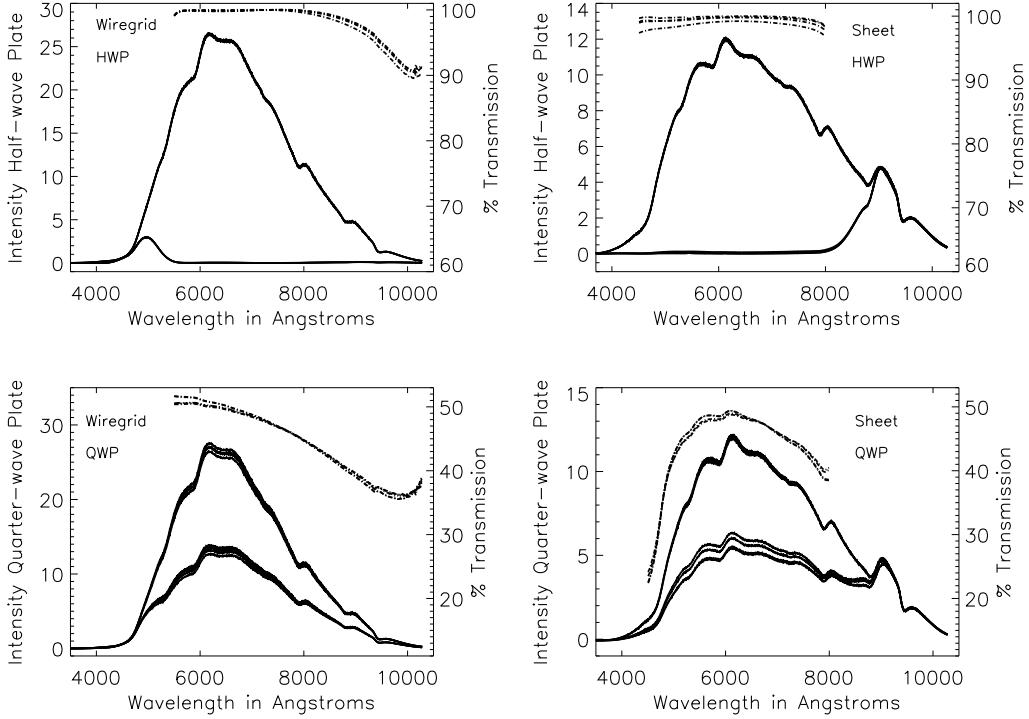 Intensity Half-wave Plate
30
25
20
15
10
5
0
Wiregrid
HWP
100
90
80
70
60
% Transmission
4000 6000 8000 10000
Wavelength in Angstroms
Intensity Half-wave Plate
14
12
10
8
6
4
2
0
Sheet
HWP
100
90
80
70
60
% Transmission
4000 6000 8000 10000
Wavelength in Angstroms
Intensity Quarter-wave Plate
30
20
10
0
Wiregrid
QWP
50
40
30
20
% Transmission
4000 6000 8000 10000
Wavelength in Angstroms
Intensity Quarter-wave Plate
15
10
5
0
Sheet
QWP
50
40
30
20
% Transmission
4000 6000 8000 10000
Wavelength in Angstroms